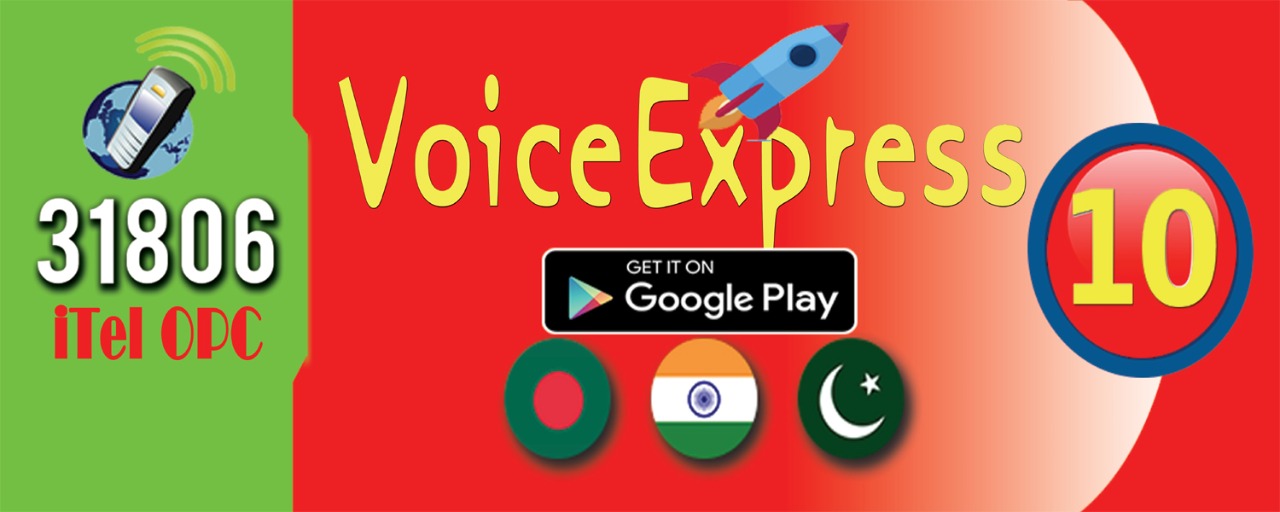 31806
iTel OPC
VoiceExpress
GET IT ON
Google Play
10